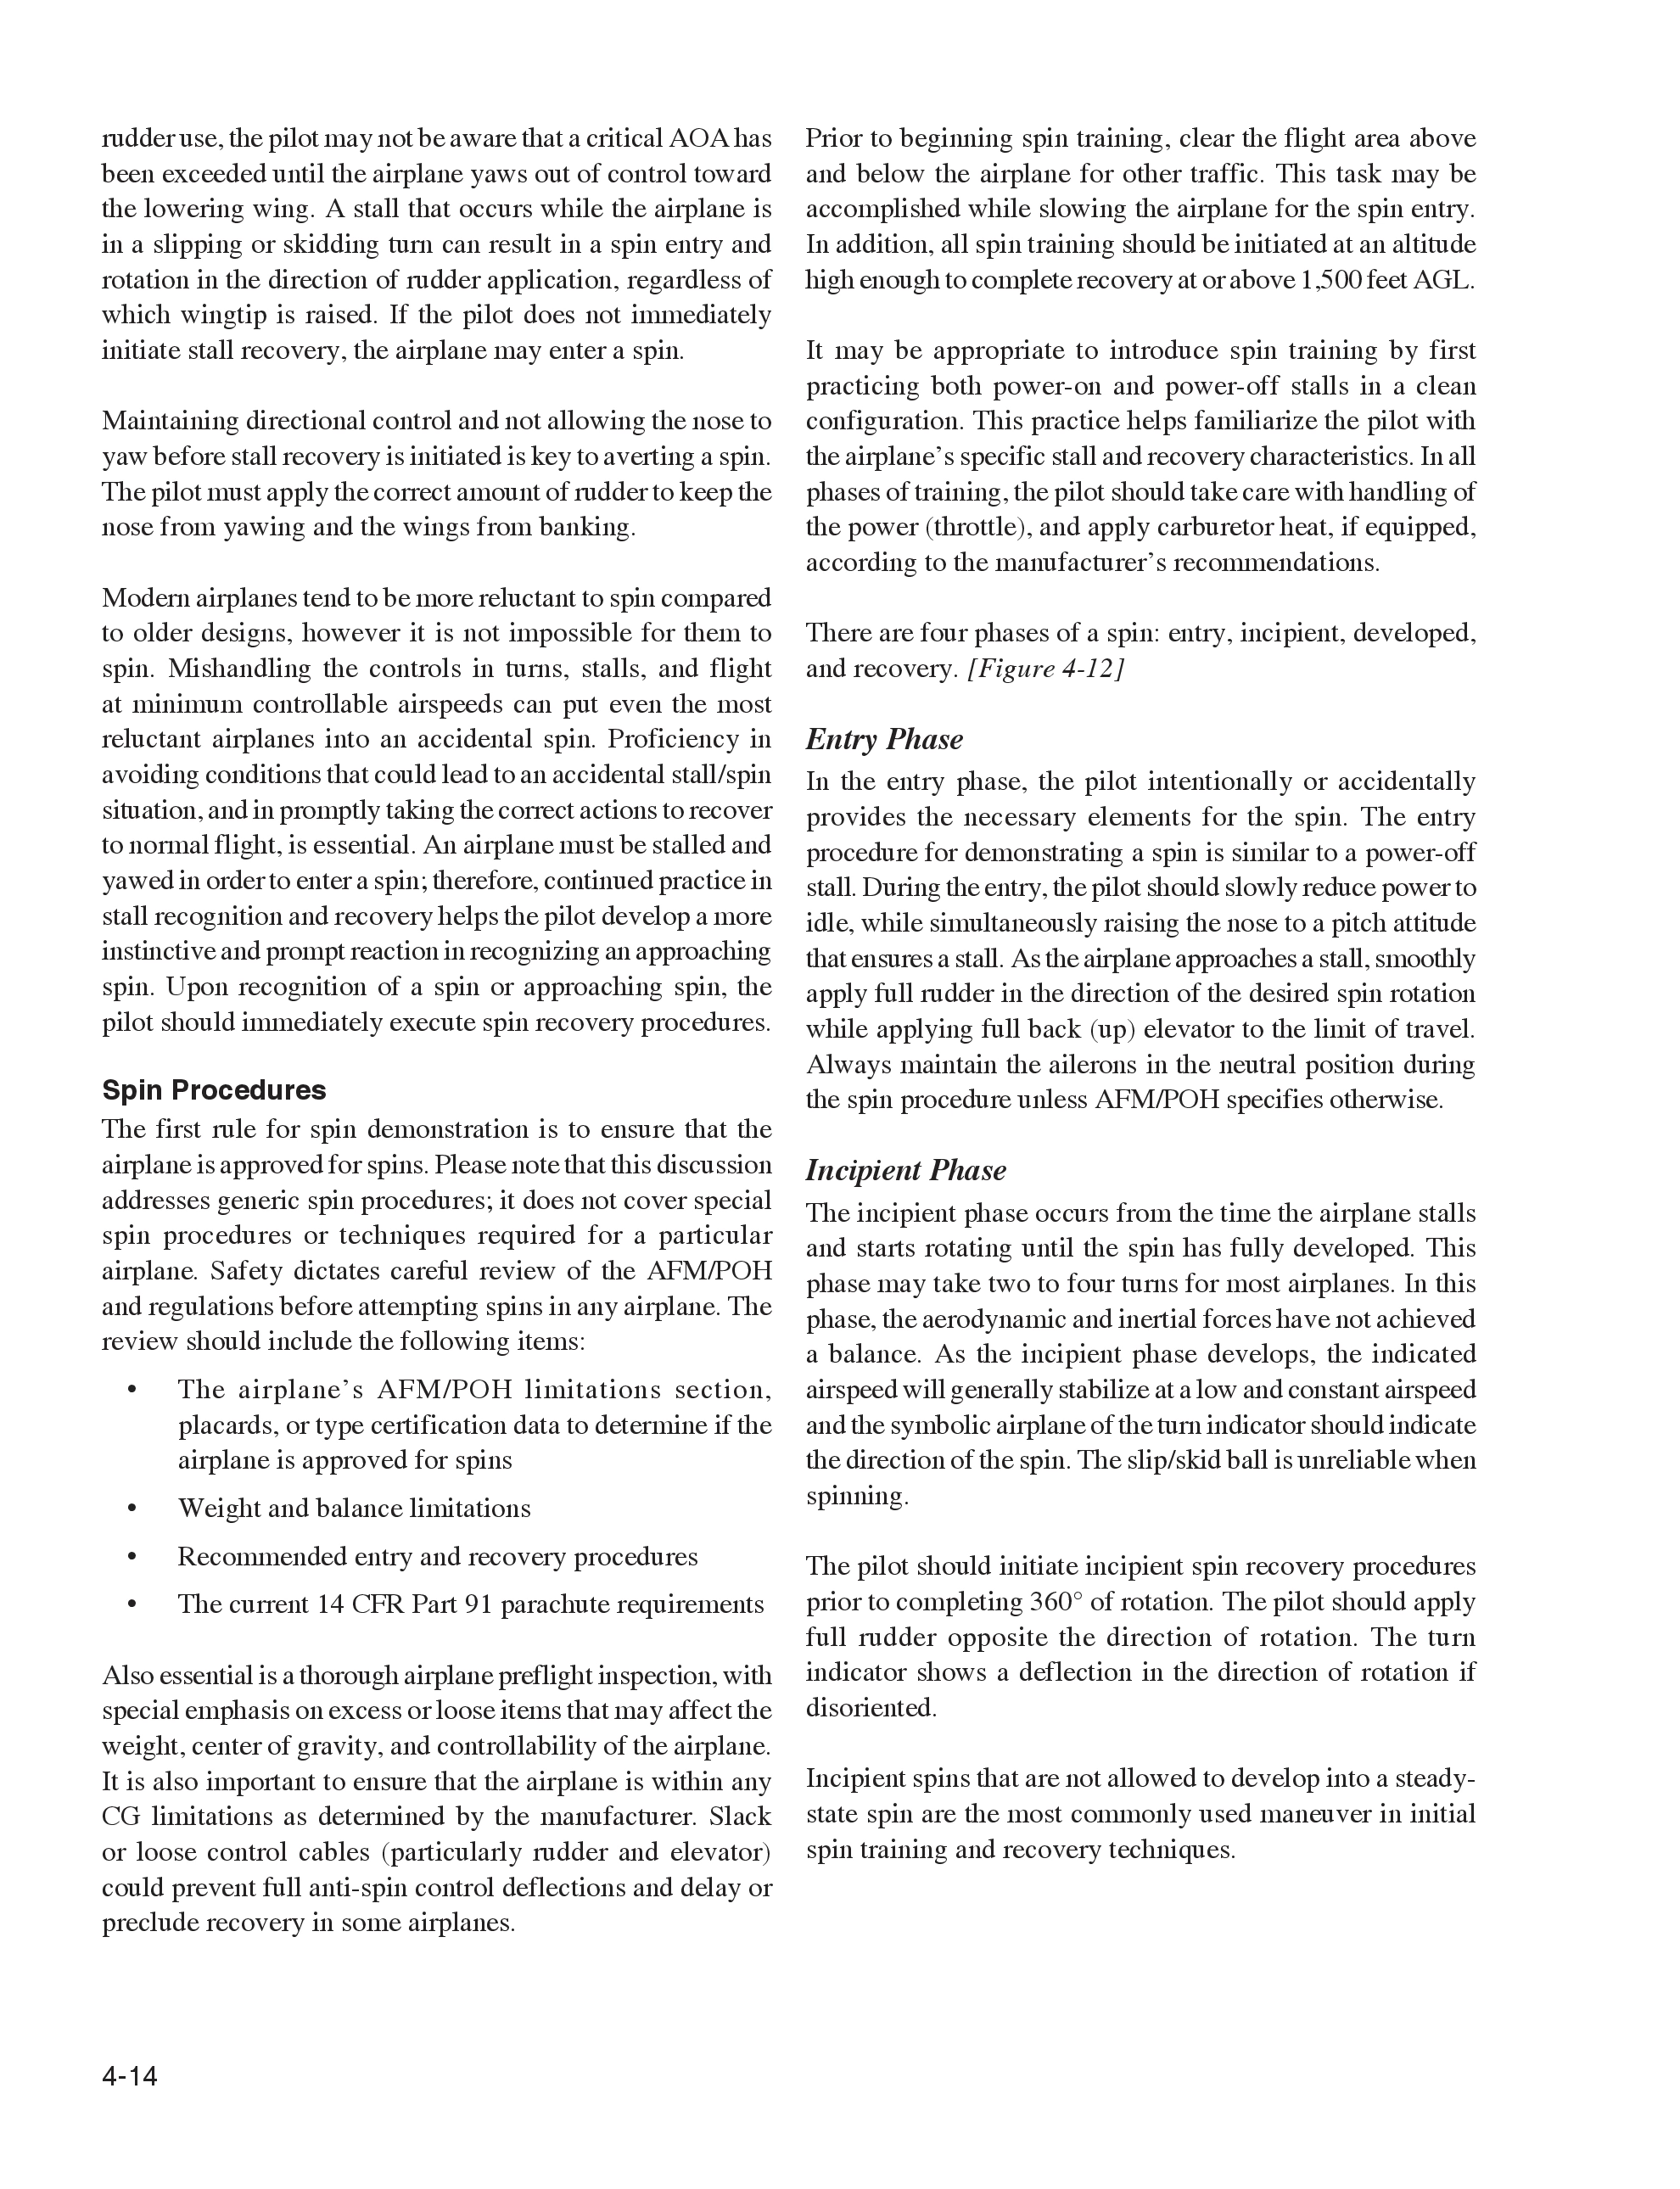 rudder use, the pilot may not be aware that a critical AOA has
been exceeded until the airplane yaws out of control toward
the lowering wing. A stall that occurs while the airplane is
in a slipping or skidding turn can result in a spin entry and
rotation in the direction of rudder application, regardless of
which wingtip is raised. If the pilot does not immediately
initiate stall recovery, the airplane may enter a spin.
Maintaining directional control and not allowing the nose to
yaw before stall recovery is initiated is key to averting a spin.
The pilot must apply the correct amount of rudder to keep the
nose from yawing and the wings from banking.
Modern airplanes tend to be more reluctant to spin compared
to older designs, however it is not impossible for them to
spin. Mishandling the controls in turns, stalls, and flight
at minimum controllable airspeeds can put even the most
reluctant airplanes into an accidental spin. Proficiency in
avoiding conditions that could lead to an accidental stall/spin
situation, and in promptly taking the correct actions to recover
to normal flight, is essential. An airplane must be stalled and
yawed in order to enter a spin; therefore, continued practice in
stall recognition and recovery helps the pilot develop a more
instinctive and prompt reaction in recognizing an approaching
spin. Upon recognition of a spin or approaching spin, the
pilot should immediately execute spin recovery procedures.
Spin Procedures
The first rule for spin demonstration is to ensure that the
airplane is approved for spins. Please note that this discussion
addresses generic spin procedures; it does not cover special
spin procedures or techniques required for a particular
airplane. Safety dictates careful review of the AFM/POH
and regulations before attempting spins in any airplane. The
review should include the following items:
• The airplane's AFM/POH limitations section,
placards, or type certification data to determine if the
airplane is approved for spins
• Weight and balance limitations
• Recommended entry and recovery procedures
• The current 14 CFR Part 91 parachute requirements
Also essential is a thorough airplane preflight inspection, with
special emphasis on excess or loose items that may affect the
weight, center of gravity, and controllability of the airplane.
It is also important to ensure that the airplane is within any
CG limitations as determined by the manufacturer. Slack
or loose control cables (particularly rudder and elevator)
could prevent full anti-spin control deflections and delay or
preclude recovery in some airplanes.
Prior to beginning spin training, clear the flight area above
and below the airplane for other traffic. This task may be
accomplished while slowing the airplane for the spin entry.
In addition, all spin training should be initiated at an altitude
high enough to complete recovery at or above 1,500 feet AGL.
It may be appropriate to introduce spin training by first
practicing both power-on and power-off stalls in a clean
configuration. This practice helps familiarize the pilot with
the airplane's specific stall and recovery characteristics. In all
phases of training, the pilot should take care with handling of
the power (throttle), and apply carburetor heat, if equipped,
according to the manufacturer's recommendations.
There are four phases of a spin: entry, incipient, developed,
and recovery. [Figure 4-12]
Entry Phase
In the entry phase, the pilot intentionally or accidentally
provides the necessary elements for the spin. The entry
procedure for demonstrating a spin is similar to a power-off
stall. During the entry, the pilot should slowly reduce power to
idle, while simultaneously raising the nose to a pitch attitude
that ensures a stall. As the airplane approaches a stall, smoothly
apply full rudder in the direction of the desired spin rotation
while applying full back (up) elevator to the limit of travel.
Always maintain the ailerons in the neutral position during
the spin procedure unless AFM/POH specifies otherwise.
Incipient Phase
The incipient phase occurs from the time the airplane stalls
and starts rotating until the spin has fully developed. This
phase may take two to four turns for most airplanes. In this
phase, the aerodynamic and inertial forces have not achieved
a balance. As the incipient phase develops, the indicated
airspeed will generally stabilize at a low and constant airspeed
and the symbolic airplane of the turn indicator should indicate
the direction of the spin. The slip/skid ball is unreliable when
spinning.
The pilot should initiate incipient spin recovery procedures
prior to completing 360° of rotation. The pilot should apply
full rudder opposite the direction of rotation. The turn
indicator shows a deflection in the direction of rotation if
disoriented.
Incipient spins that are not allowed to develop into a steady-
state spin are the most commonly used maneuver in initial
spin training and recovery techniques.
4-14